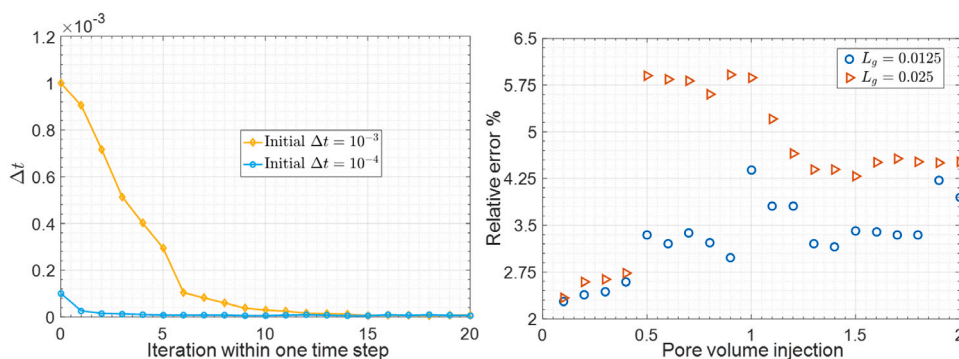 ×10⁻³
1.2
1
0.8
0.6
0.4
0.2
0
Δt
Initial Δt = 10⁻³
Initial Δt = 10⁻⁴
0 5 10 15 20
Iteration within one time step
6.5
5.75
5
4.25
3.5
2.75
2
Relative error %
L_g = 0.0125
L_g = 0.025
0 0.5 1 1.5 2
Pore volume injection